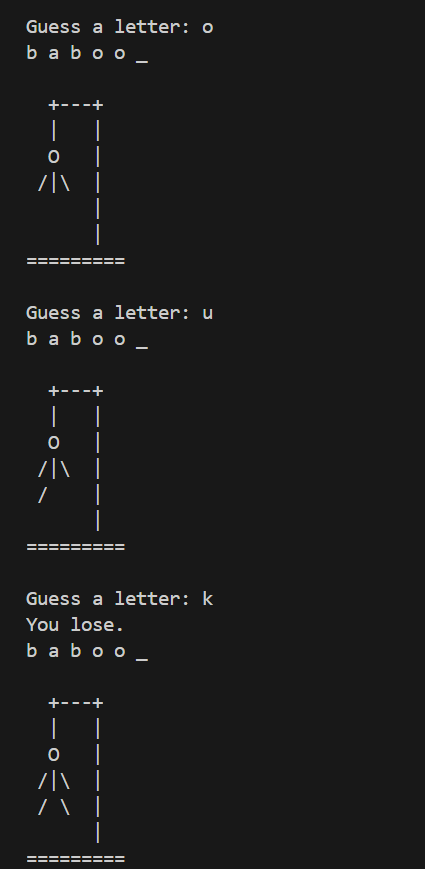 Guess a letter: o
b a b o o _
  +---+
  |   |
  O   |
 /|\  |
      |
      |
=========
Guess a letter: u
b a b o o _
  +---+
  |   |
  O   |
 /|\  |
 /    |
      |
=========
Guess a letter: k
You lose.
b a b o o _
  +---+
  |   |
  O   |
 /|\  |
 / \  |
      |
=========